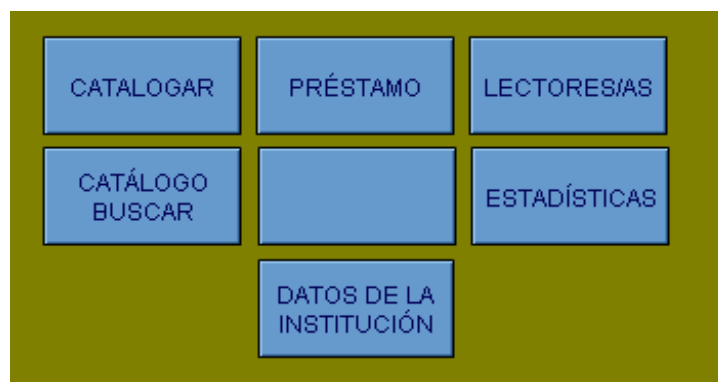 CATALOGAR
PRÉSTAMO
LECTORES/AS
CATÁLOGO
BUSCAR
ESTADÍSTICAS
DATOS DE LA
INSTITUCIÓN